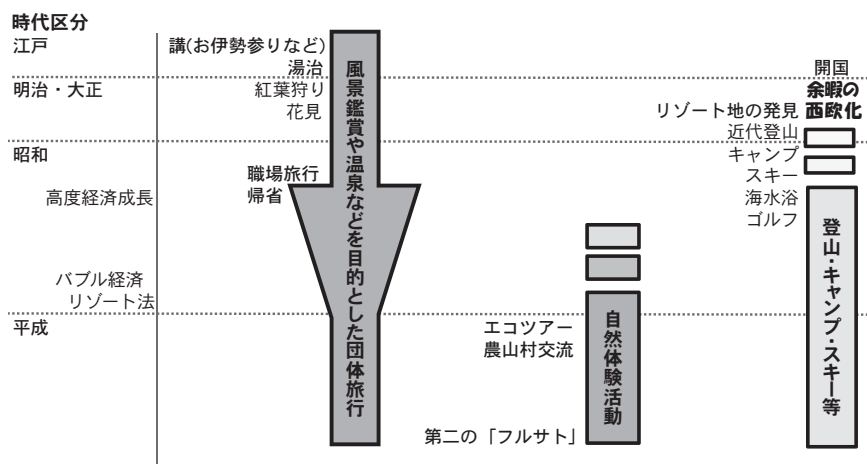 時代区分
江戸
講(お伊勢参りなど)
湯治
開国
明治・大正
紅葉狩り
花見
余暇の
西欧化
リゾート地の発見
近代登山
昭和
キャンプ
スキー
海水浴
ゴルフ
職場旅行
帰省
高度経済成長
バブル経済
リゾート法
平成
エコツアー
農山村交流
第二の「フルサト」
風景鑑賞や温泉などを目的とした団体旅行
自然体験活動
登山・キャンプ・スキー等